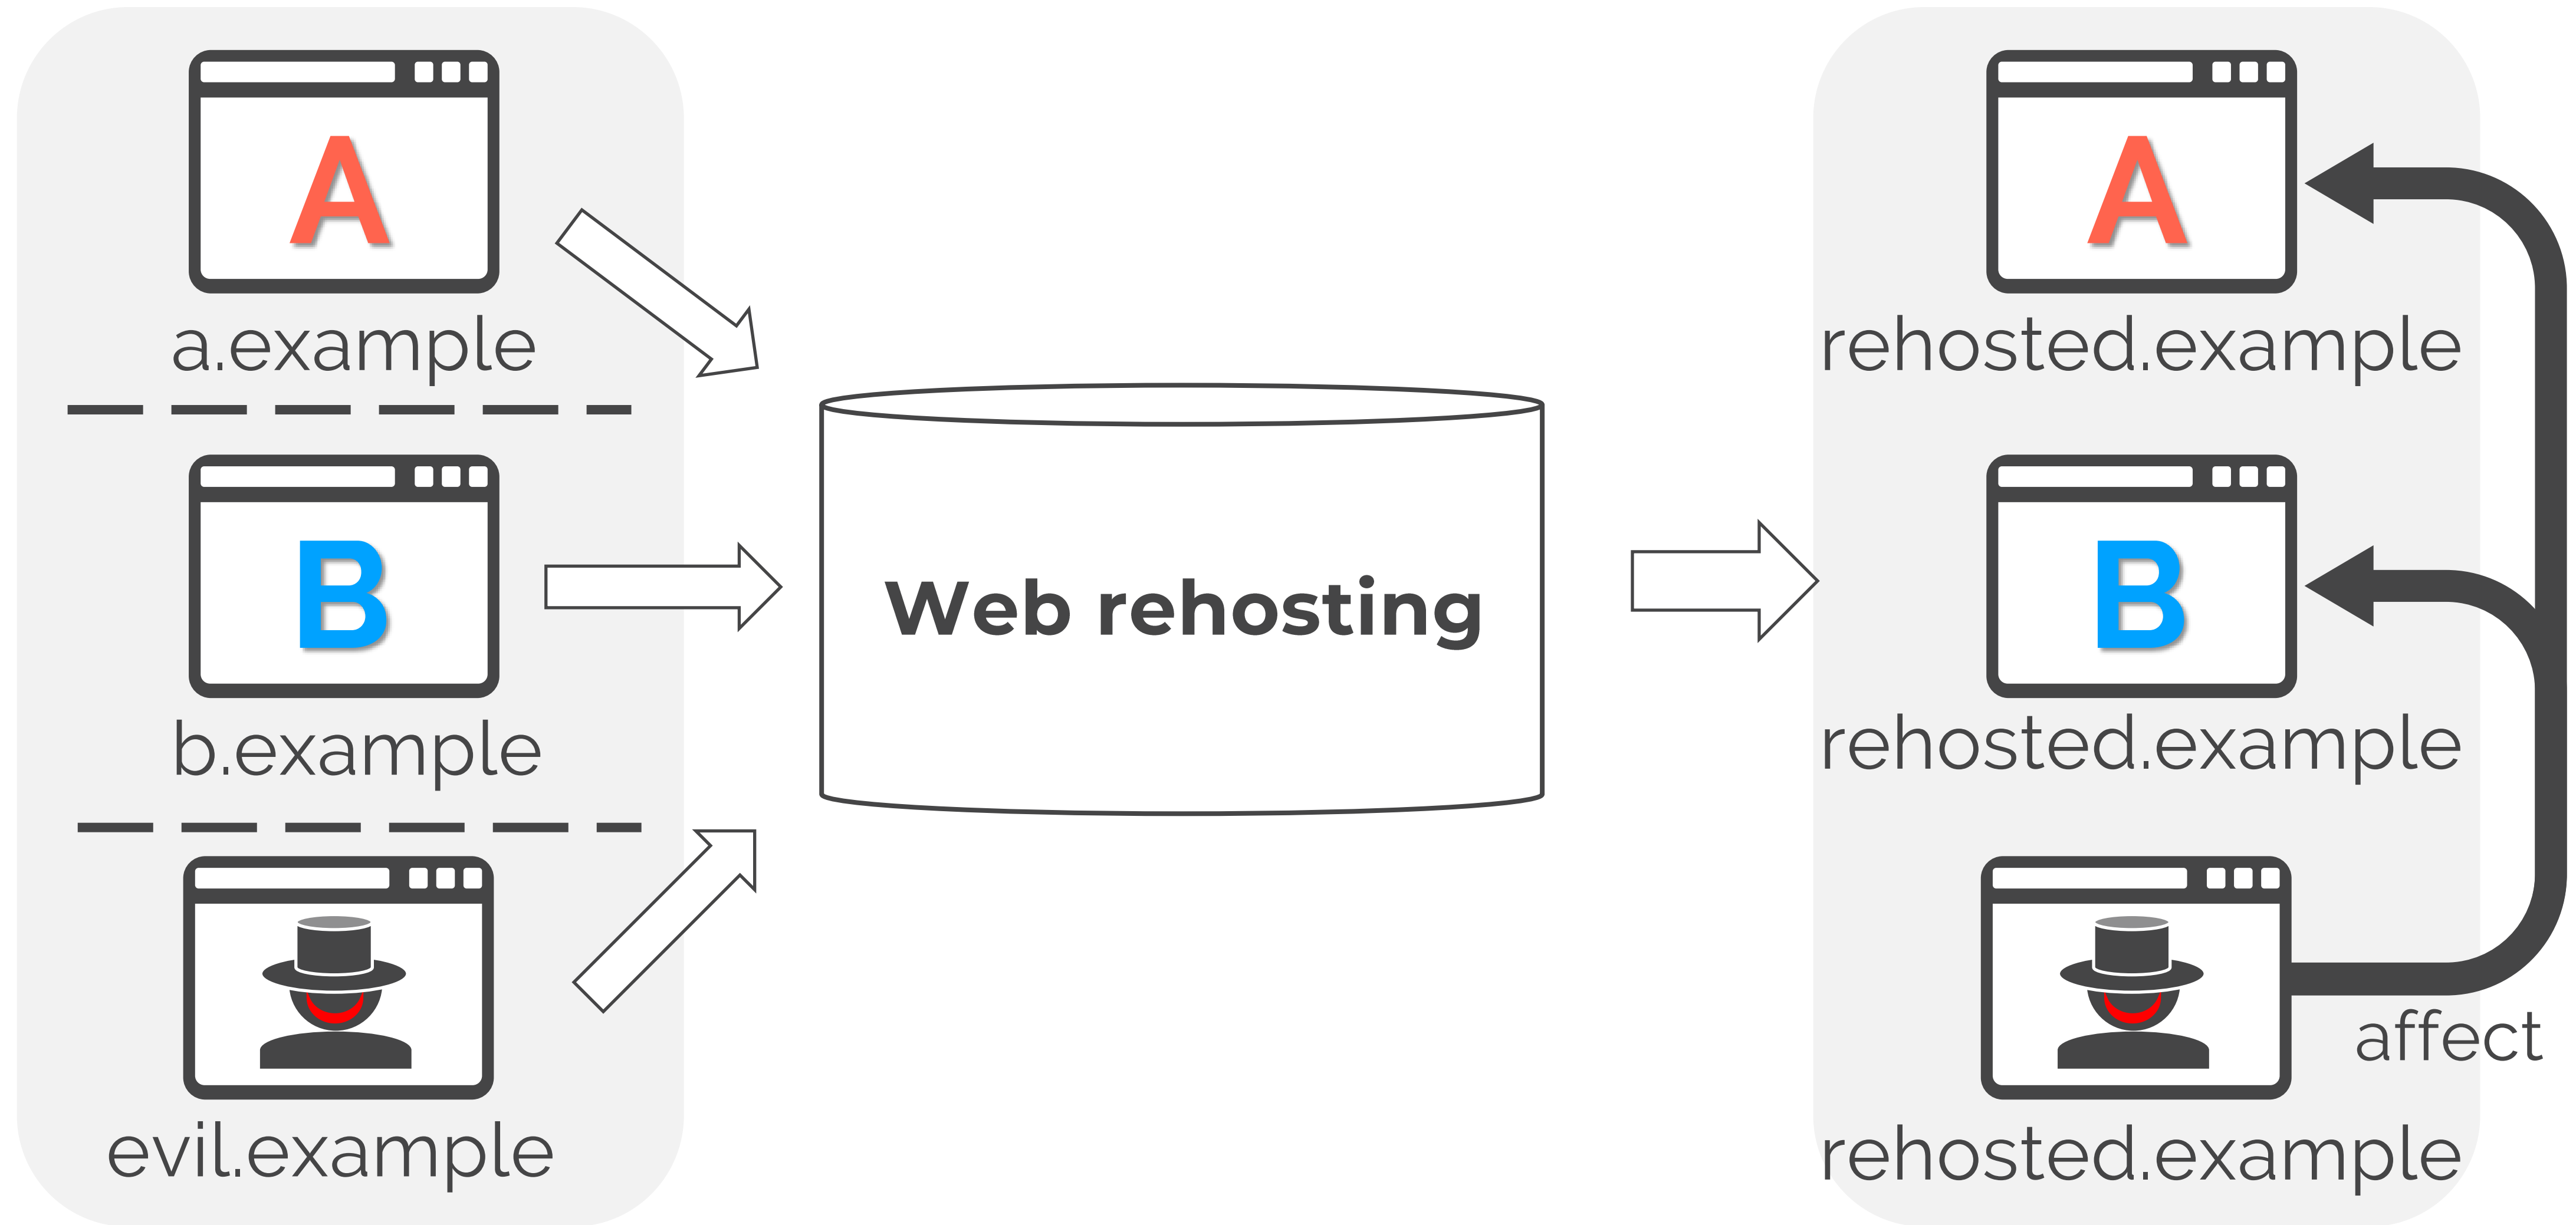 A
a.example
B
b.example
evil.example
Web rehosting
A
rehosted.example
B
rehosted.example
affect
rehosted.example